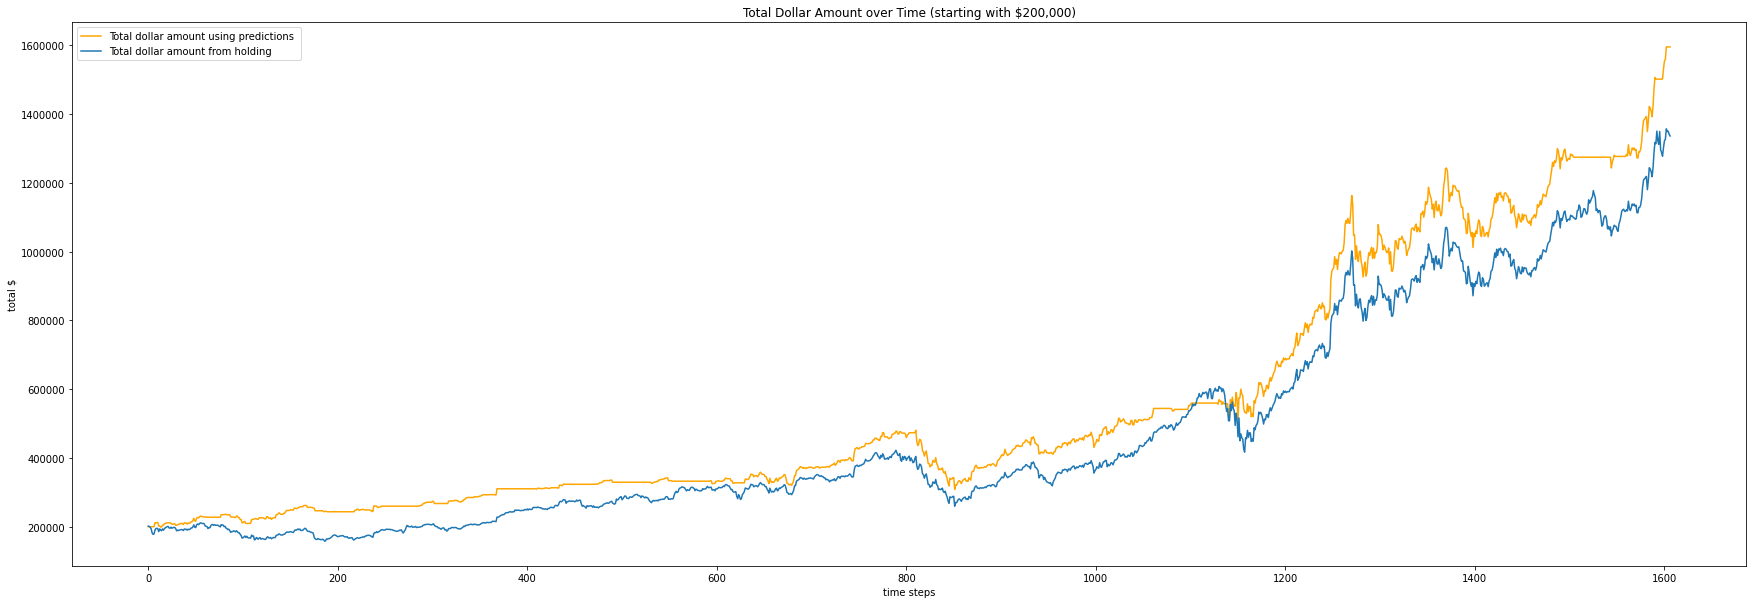 Total Dollar Amount over Time (starting with $200,000)
Total dollar amount using predictions
Total dollar amount from holding
1600000
1400000
1200000
1000000
800000
600000
400000
200000
total $
0 200 400 600 800 1000 1200 1400 1600
time steps